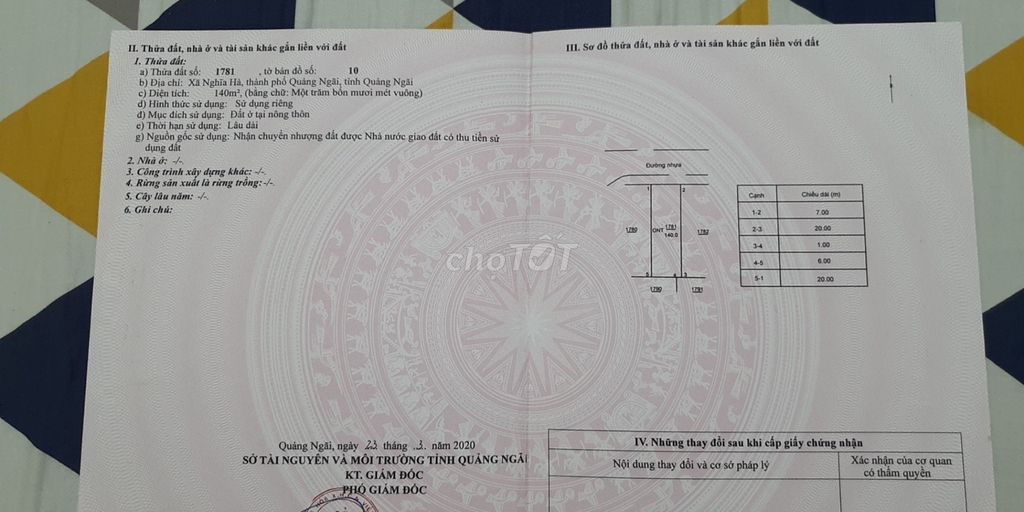 II. Thửa đất, nhà ở và tài sản khác gắn liền với đất
1. Thửa đất:
a) Thửa đất số: 1781 , tờ bản đồ số: 10
b) Địa chỉ: Xã Nghĩa Hà, thành phố Quảng Ngãi, tỉnh Quảng Ngãi
c) Diện tích: 140m², (bằng chữ: Một trăm bốn mươi mét vuông)
d) Hình thức sử dụng: Sử dụng riêng
đ) Mục đích sử dụng: Đất ở tại nông thôn
e) Thời hạn sử dụng: Lâu dài
g) Nguồn gốc sử dụng: Nhận chuyển nhượng đất được Nhà nước giao đất có thu tiền sử
dụng đất
2. Nhà ở: -/-.
3. Công trình xây dựng khác: -/-.
4. Rừng sản xuất là rừng trồng: -/-.
5. Cây lâu năm: -/-.
6. Ghi chú:
Quảng Ngãi, ngày 23 tháng 3 năm 2020
SỞ TÀI NGUYÊN VÀ MÔI TRƯỜNG TỈNH QUẢNG NGÃI
KT. GIÁM ĐỐC
PHÓ GIÁM ĐỐC
III. Sơ đồ thửa đất, nhà ở và tài sản khác gắn liền với đất
Đường nhựa
1 2
1780 ONT 1781 140.0 1782
5 4 3
1790 1791
Cạnh Chiều dài (m)
1-2 7.00
2-3 20.00
3-4 1.00
4-5 6.00
5-1 20.00
choTỐT
IV. Những thay đổi sau khi cấp giấy chứng nhận
Nội dung thay đổi và cơ sở pháp lý
Xác nhận của cơ quan
có thẩm quyền